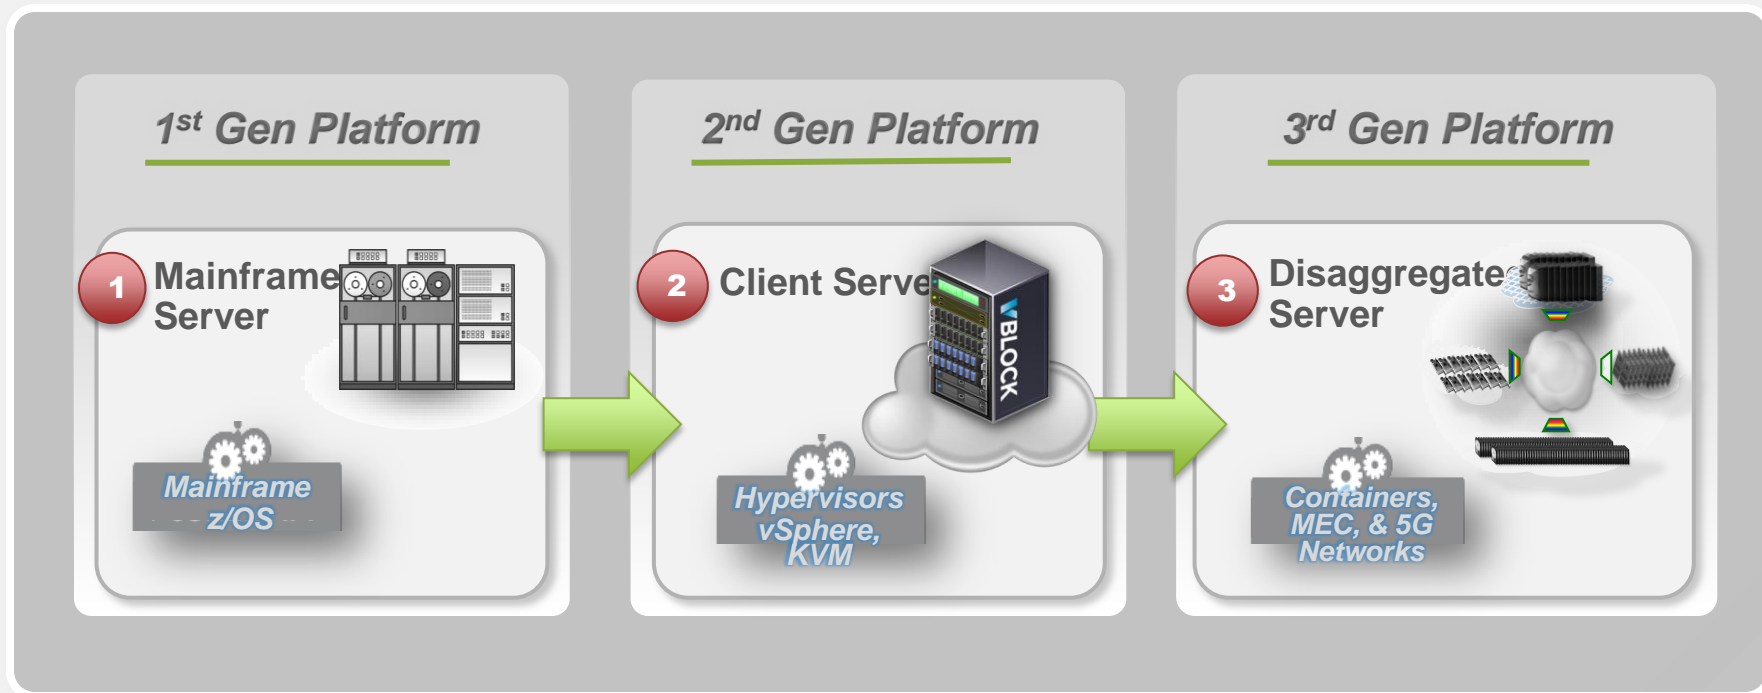 1st Gen Platform
1
Mainframe
Server
Mainframe
z/OS
2nd Gen Platform
2
Client Serve
VBLOCK
Hypervisors
vSphere,
KVM
3rd Gen Platform
3
Disaggregate
Server
Containers,
MEC, & 5G
Networks